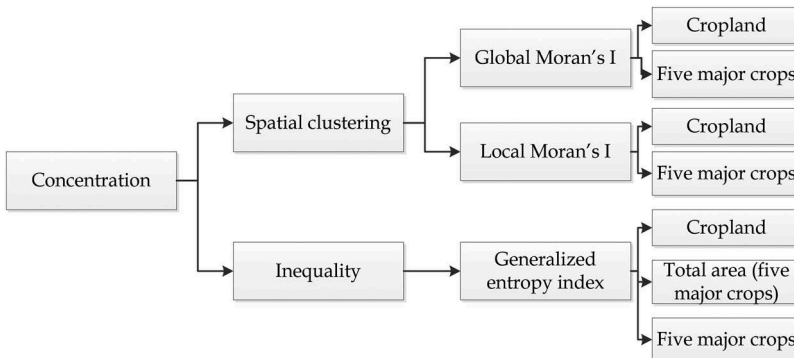 Concentration
Spatial clustering
Inequality
Global Moran's I
Local Moran's I
Generalized
entropy index
Cropland
Five major crops
Cropland
Five major crops
Cropland
Total area (five
major crops)
Five major crops